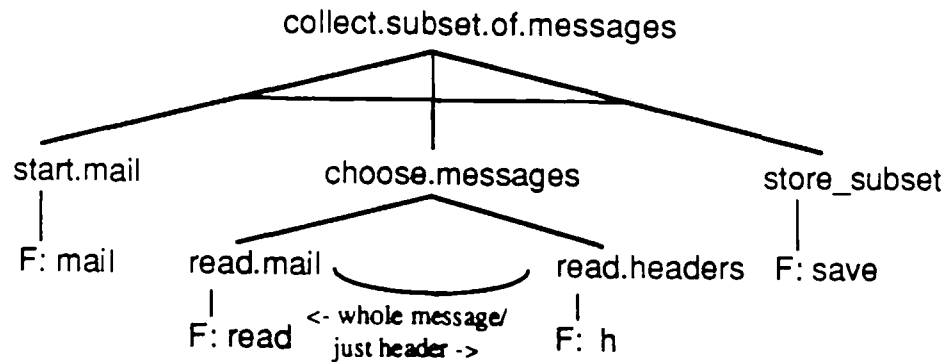 collect.subset.of.messages
start.mail
choose.messages
store_subset
F: mail
read.mail
read.headers
F: save
F: read
<- whole message/
just header ->
F: h